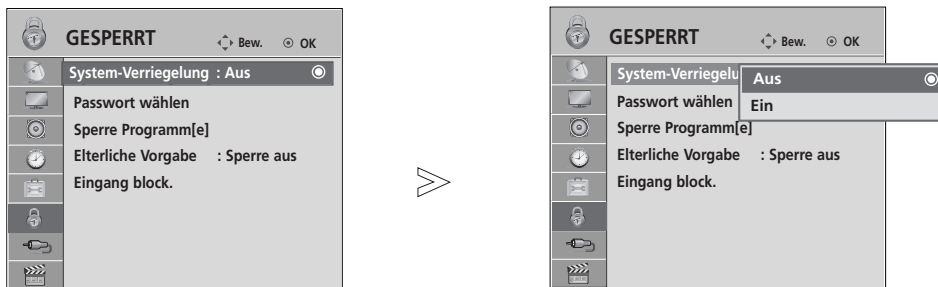 GESPERRT
Bew. OK
System-Verriegelung : Aus
Passwort wählen
Sperre Programm[e]
Elterliche Vorgabe : Sperre aus
Eingang block.
GESPERRT
Bew. OK
System-Verriegelu
Aus
Passwort wählen
Ein
Sperre Programm[e]
Elterliche Vorgabe : Sperre aus
Eingang block.